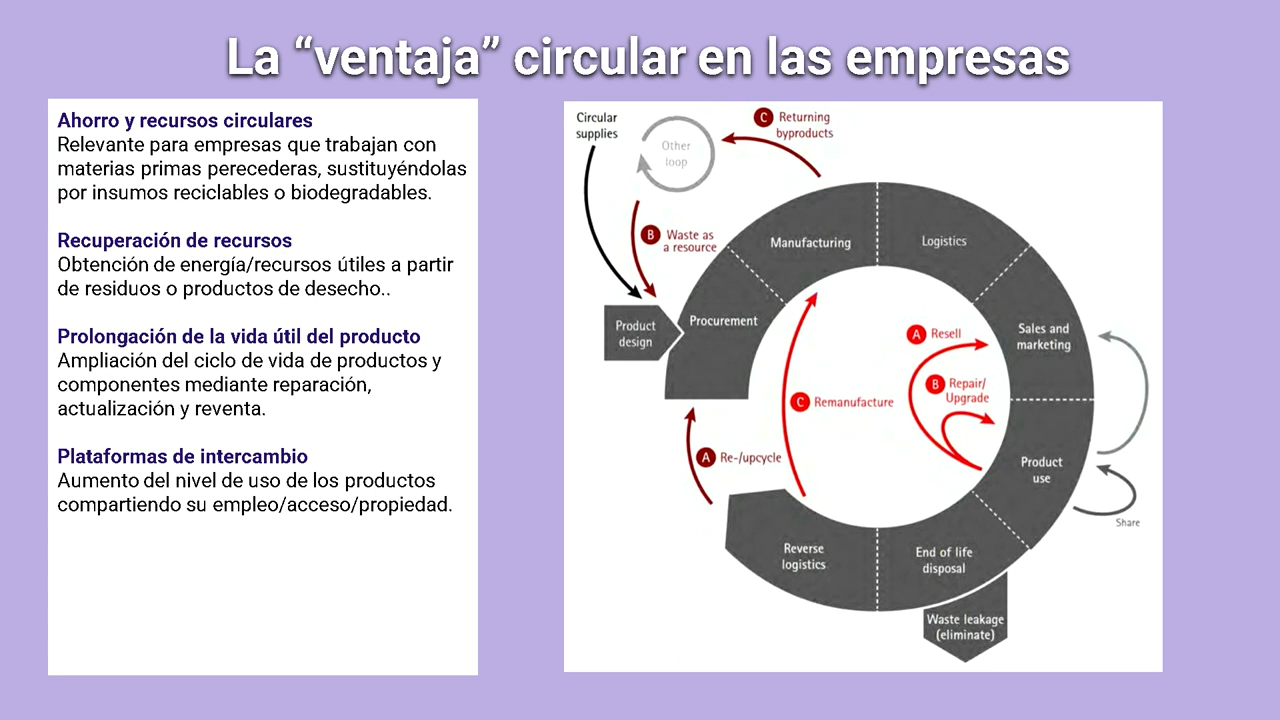 La “ventaja” circular en las empresas
Ahorro y recursos circulares
Relevante para empresas que trabajan con
materias primas perecederas, sustituyéndolas
por insumos reciclables o biodegradables.
Recuperación de recursos
Obtención de energía/recursos útiles a partir
de residuos o productos de desecho..
Prolongación de la vida útil del producto
Ampliación del ciclo de vida de productos y
componentes mediante reparación,
actualización y reventa.
Plataformas de intercambio
Aumento del nivel de uso de los productos
compartiendo su empleo/acceso/propiedad.
Circular
supplies
Other
loop
C Returning
byproducts
B Waste as
a resource
Manufacturing
Logistics
Product
design
Procurement
Sales and
marketing
A Resell
B Repair/
Upgrade
C Remanufacture
A Re-/upcycle
Product
use
Share
Reverse
logistics
End of life
disposal
Waste leakage
(eliminate)